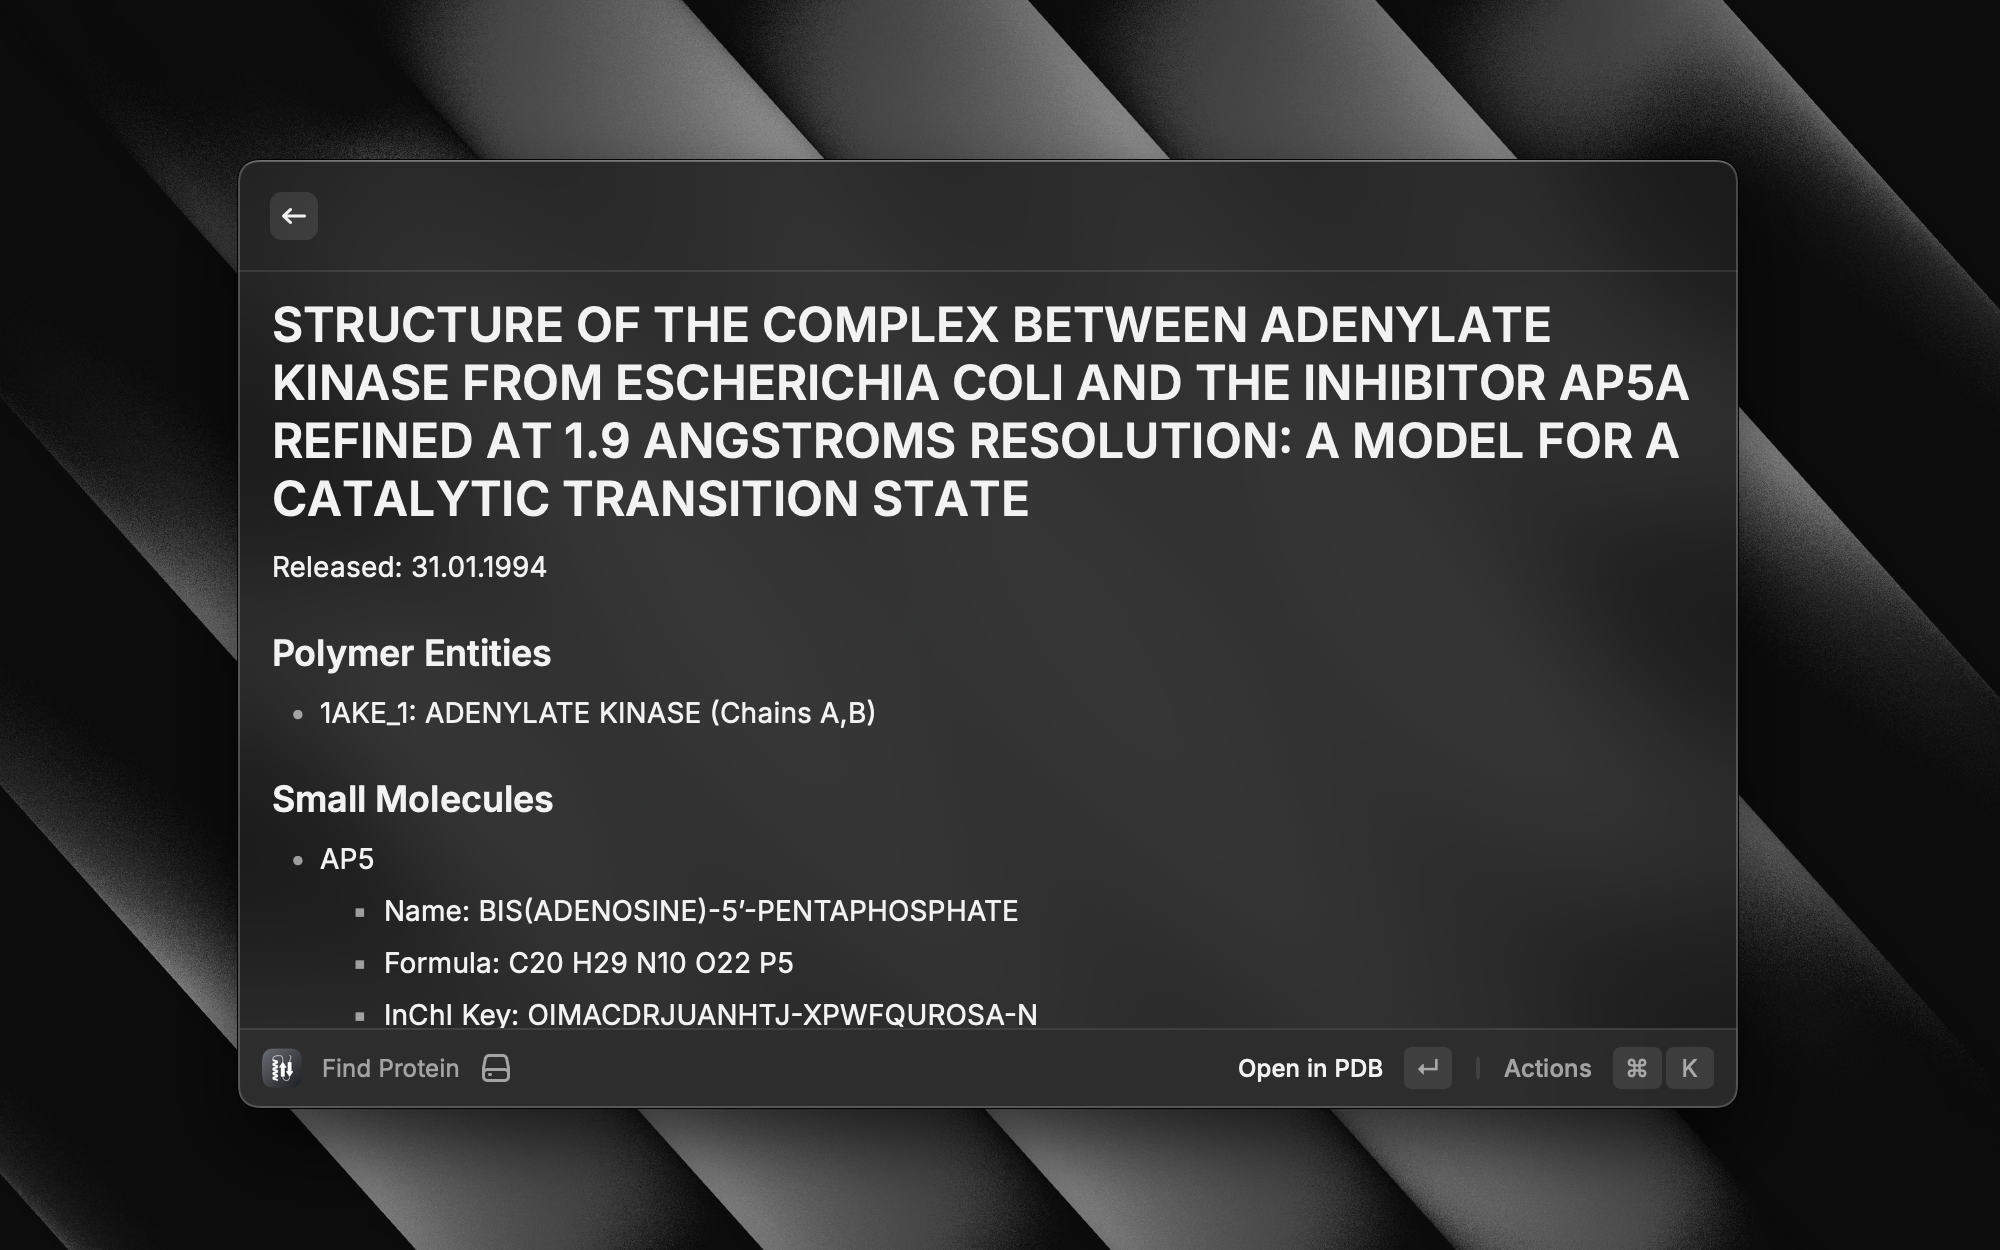 STRUCTURE OF THE COMPLEX BETWEEN ADENYLATE
KINASE FROM ESCHERICHIA COLI AND THE INHIBITOR AP5A
REFINED AT 1.9 ANGSTROMS RESOLUTION: A MODEL FOR A
CATALYTIC TRANSITION STATE
Released: 31.01.1994
Polymer Entities
• 1AKE_1: ADENYLATE KINASE (Chains A,B)
Small Molecules
• AP5
▪ Name: BIS(ADENOSINE)-5’-PENTAPHOSPHATE
▪ Formula: C20 H29 N10 O22 P5
▪ InChI Key: OIMACDRJUANHTJ-XPWFQUROSA-N
Find Protein Open in PDB ↵ Actions ⌘ K